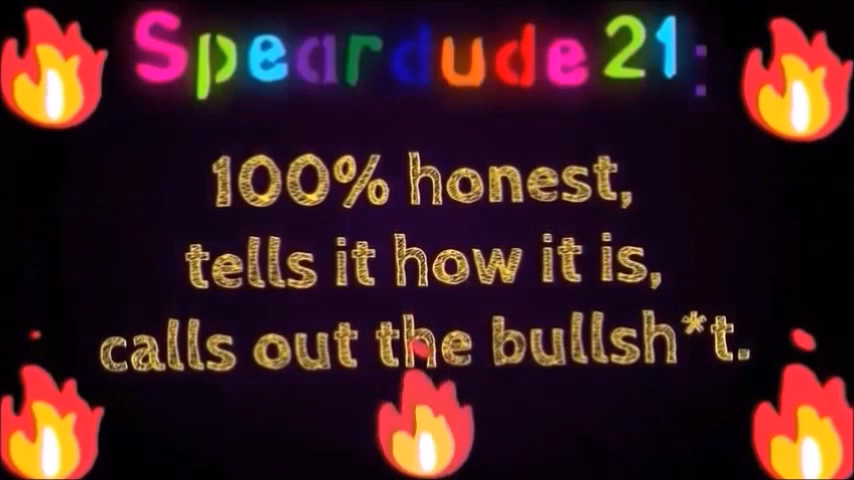 Speardude21:
100% honest,
tells it how it is,
calls out the bullsh*t.